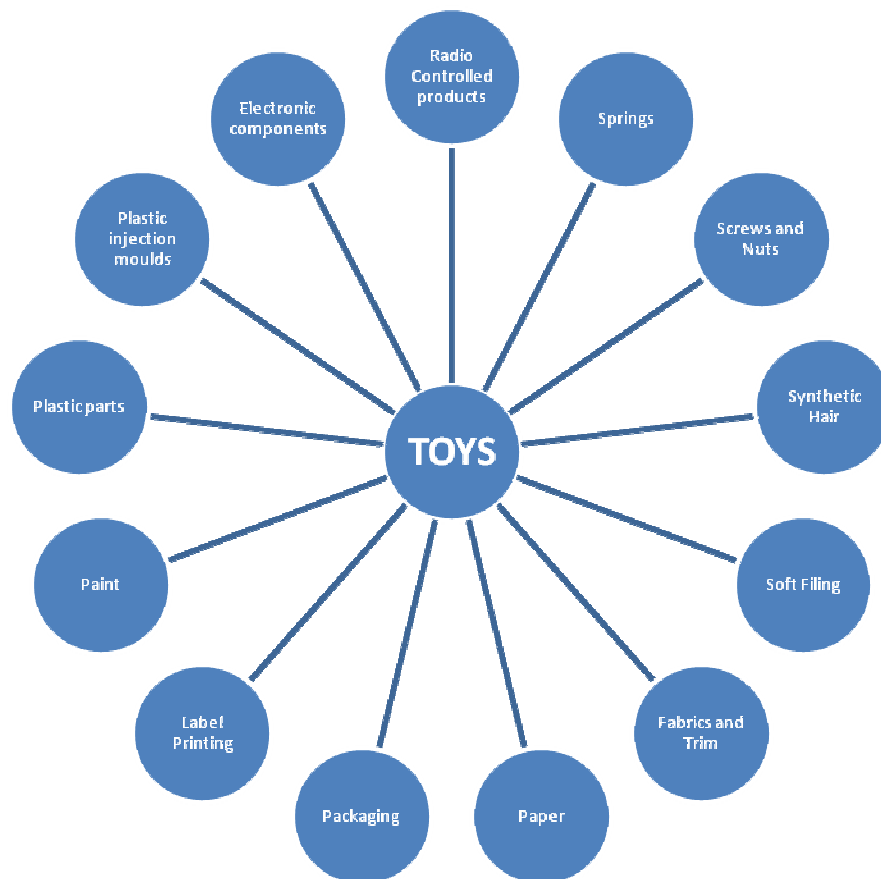 Radio
Controlled
products
Springs
Screws and
Nuts
Synthetic
Hair
Soft Filing
Fabrics and
Trim
Paper
Packaging
Label
Printing
Paint
Plastic parts
Plastic
injection
moulds
Electronic
components
TOYS